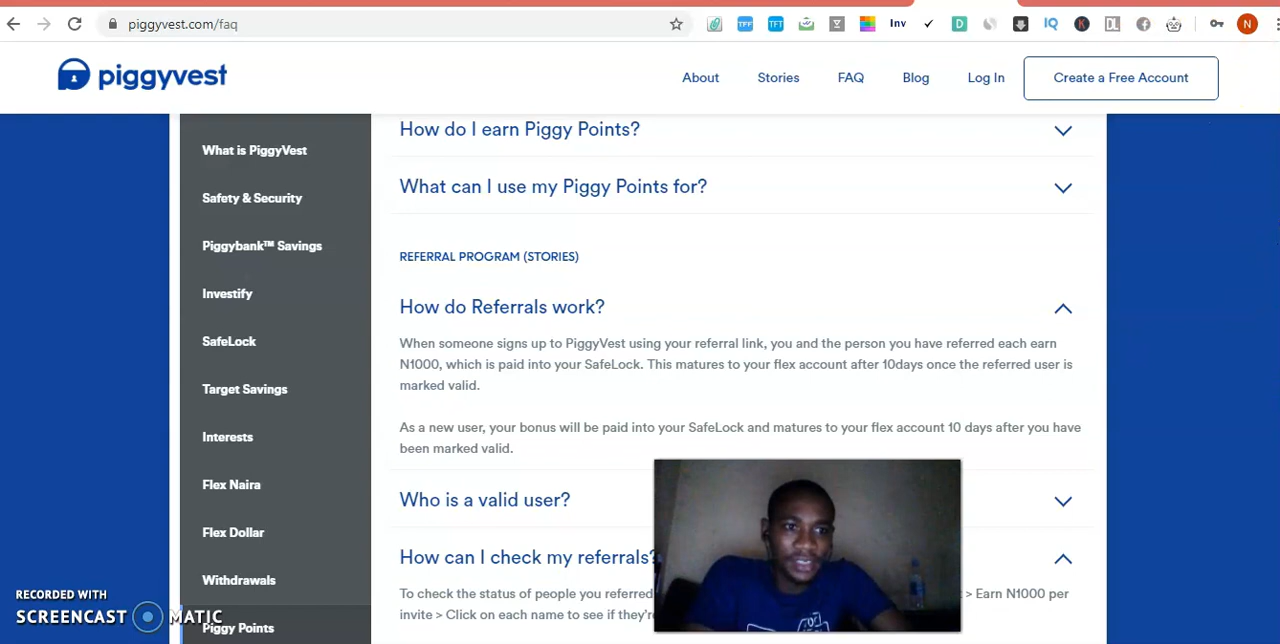 piggyvest.com/faq
TFF
TFT
Inv
D
IQ
K
DL
N
piggyvest
About
Stories
FAQ
Blog
Log In
Create a Free Account
What is PiggyVest
Safety & Security
Piggybank™ Savings
Investify
SafeLock
Target Savings
Interests
Flex Naira
Flex Dollar
Withdrawals
Piggy Points
How do I earn Piggy Points?
What can I use my Piggy Points for?
REFERRAL PROGRAM (STORIES)
How do Referrals work?
When someone signs up to PiggyVest using your referral link, you and the person you have referred each earn
N1000, which is paid into your SafeLock. This matures to your flex account after 10days once the referred user is
marked valid.
As a new user, your bonus will be paid into your SafeLock and matures to your flex account 10 days after you have
been marked valid.
Who is a valid user?
How can I check my referrals?
To check the status of people you referred > Earn N1000 per
invite > Click on each name to see if they're
RECORDED WITH
SCREENCAST MATIC